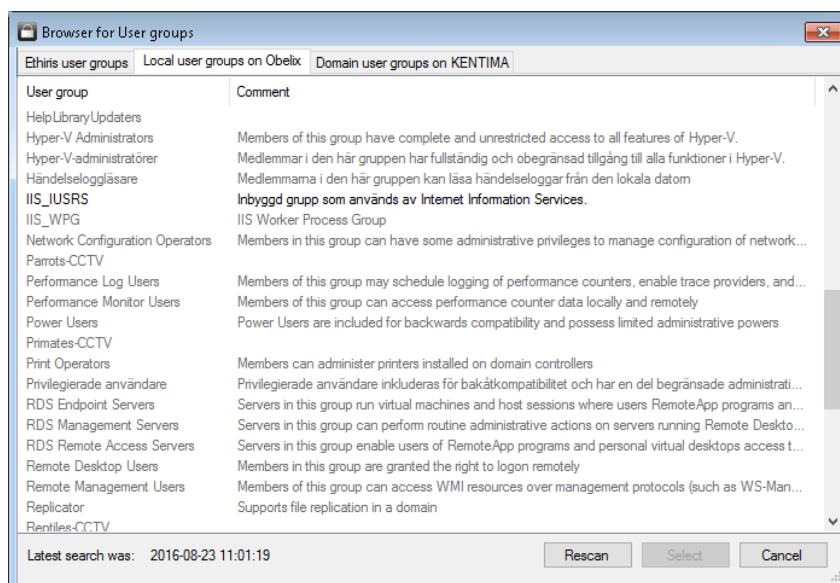 Browser for User groups
Ethiris user groups Local user groups on Obelix Domain user groups on KENTIMA
User group Comment
HelpLibraryUpdaters
Hyper-V Administrators Members of this group have complete and unrestricted access to all features of Hyper-V.
Hyper-V-administratörer Medlemmar i den här gruppen har fullständig och obegränsad tillgång till alla funktioner i Hyper-V.
Händelseloggläsare Medlemmarna i den här gruppen kan läsa händelseloggar från den lokala datorn
IIS_IUSRS Inbyggd grupp som används av Internet Information Services.
IIS_WPG IIS Worker Process Group
Network Configuration Operators Members in this group can have some administrative privileges to manage configuration of network...
Parrots-CCTV
Performance Log Users Members of this group may schedule logging of performance counters, enable trace providers, and...
Performance Monitor Users Members of this group can access performance counter data locally and remotely
Power Users Power Users are included for backwards compatibility and possess limited administrative powers
Primates-CCTV
Print Operators Members can administer printers installed on domain controllers
Privilegierade användare Privilegierade användare inkluderas för bakåtkompatibilitet och har en del begränsade administrati...
RDS Endpoint Servers Servers in this group run virtual machines and host sessions where users RemoteApp programs an...
RDS Management Servers Servers in this group can perform routine administrative actions on servers running Remote Deskto...
RDS Remote Access Servers Servers in this group enable users of RemoteApp programs and personal virtual desktops access t...
Remote Desktop Users Members in this group are granted the right to logon remotely
Remote Management Users Members of this group can access WMI resources over management protocols (such as WS-Man...
Replicator Supports file replication in a domain
Reptiles-CCTV
Latest search was: 2016-08-23 11:01:19 Rescan Select Cancel